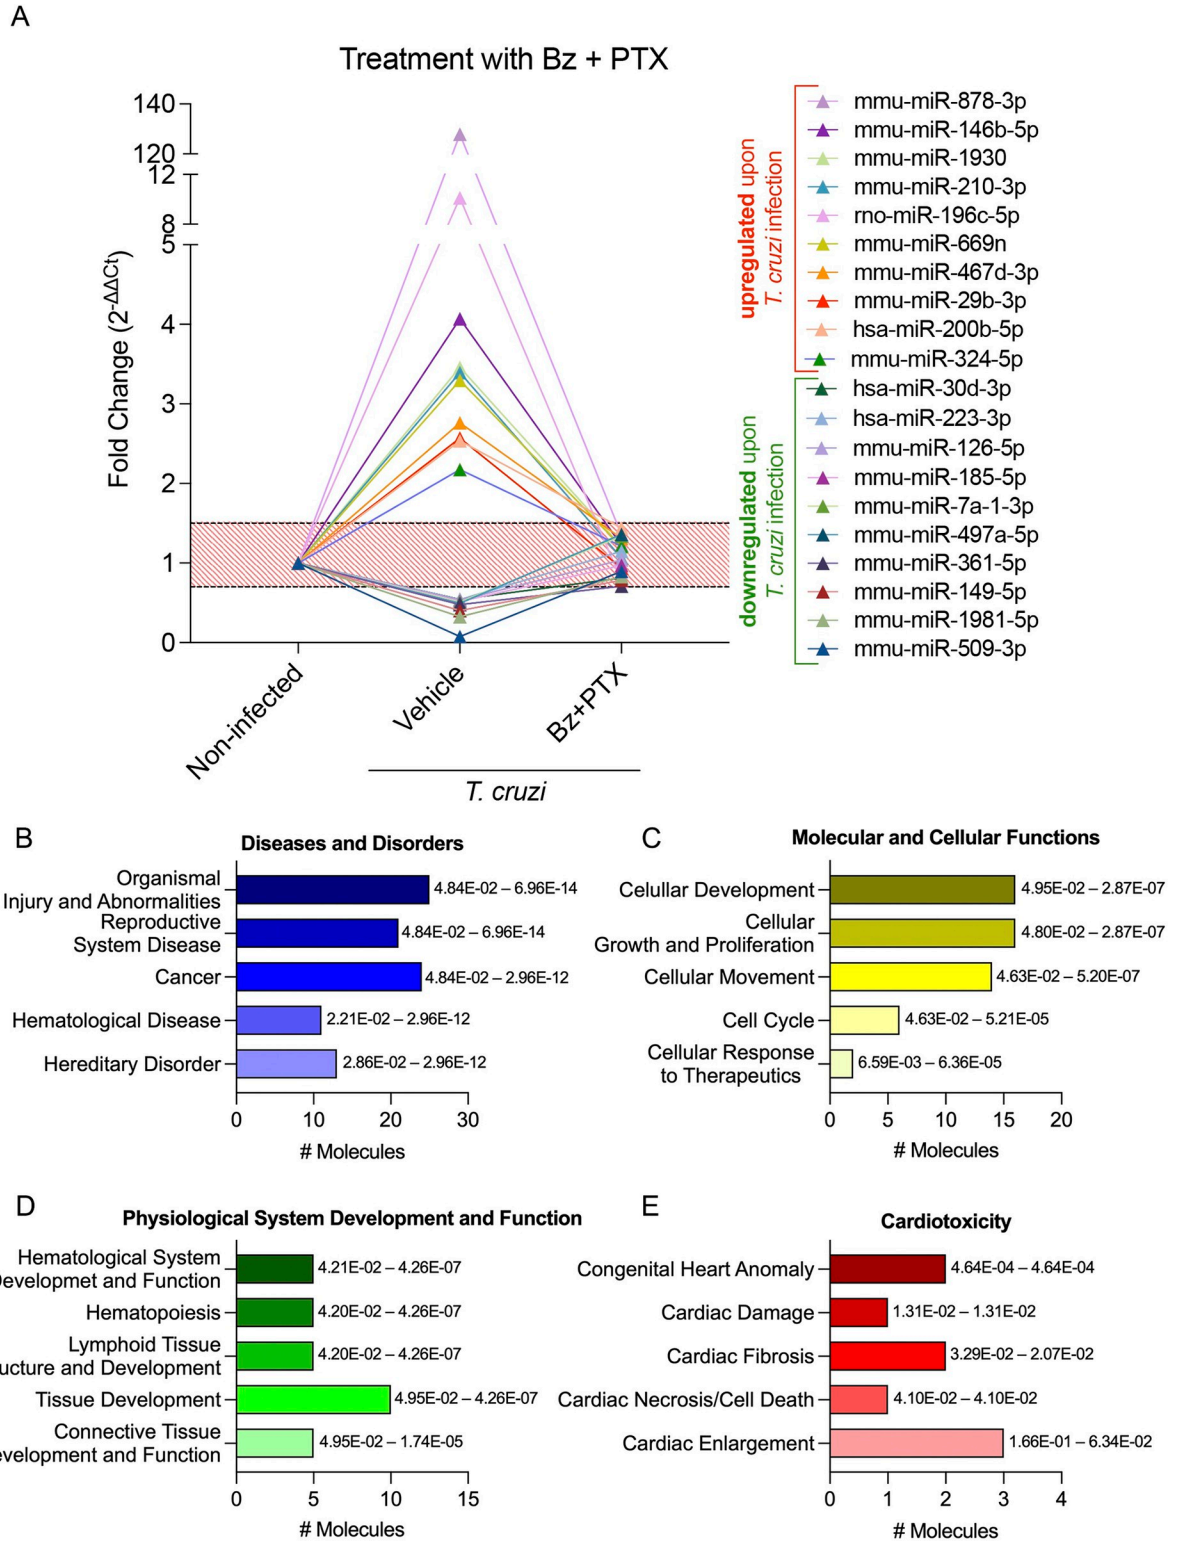 A
Treatment with Bz + PTX
140
120
12
8
5
4
3
2
1
0
Fold Change (2-ΔΔCt)
Non-infected
Vehicle
Bz+PTX
T. cruzi
upregulated upon
T. cruzi infection
mmu-miR-878-3p
mmu-miR-146b-5p
mmu-miR-1930
mmu-miR-210-3p
rno-miR-196c-5p
mmu-miR-669n
mmu-miR-467d-3p
mmu-miR-29b-3p
hsa-miR-200b-5p
mmu-miR-324-5p
downregulated upon
T. cruzi infection
hsa-miR-30d-3p
hsa-miR-223-3p
mmu-miR-126-5p
mmu-miR-185-5p
mmu-miR-7a-1-3p
mmu-miR-497a-5p
mmu-miR-361-5p
mmu-miR-149-5p
mmu-miR-1981-5p
mmu-miR-509-3p
B
Diseases and Disorders
Organismal
Injury and Abnormalities
4.84E-02 – 6.96E-14
Reproductive
System Disease
4.84E-02 – 6.96E-14
Cancer
4.84E-02 – 2.96E-12
Hematological Disease
2.21E-02 – 2.96E-12
Hereditary Disorder
2.86E-02 – 2.96E-12
0 10 20 30
# Molecules
C
Molecular and Cellular Functions
Celullar Development
4.95E-02 – 2.87E-07
Cellular
Growth and Proliferation
4.80E-02 – 2.87E-07
Cellular Movement
4.63E-02 – 5.20E-07
Cell Cycle
4.63E-02 – 5.21E-05
Cellular Response
to Therapeutics
6.59E-03 – 6.36E-05
0 5 10 15 20
# Molecules
D
Physiological System Development and Function
Hematological System
Developmet and Function
4.21E-02 – 4.26E-07
Hematopoiesis
4.20E-02 – 4.26E-07
Lymphoid Tissue
ucture and Development
4.20E-02 – 4.26E-07
Tissue Development
4.95E-02 – 4.26E-07
Connective Tissue
evelopment and Function
4.95E-02 – 1.74E-05
0 5 10 15
# Molecules
E
Cardiotoxicity
Congenital Heart Anomaly
4.64E-04 – 4.64E-04
Cardiac Damage
1.31E-02 – 1.31E-02
Cardiac Fibrosis
3.29E-02 – 2.07E-02
Cardiac Necrosis/Cell Death
4.10E-02 – 4.10E-02
Cardiac Enlargement
1.66E-01 – 6.34E-02
0 1 2 3 4
# Molecules